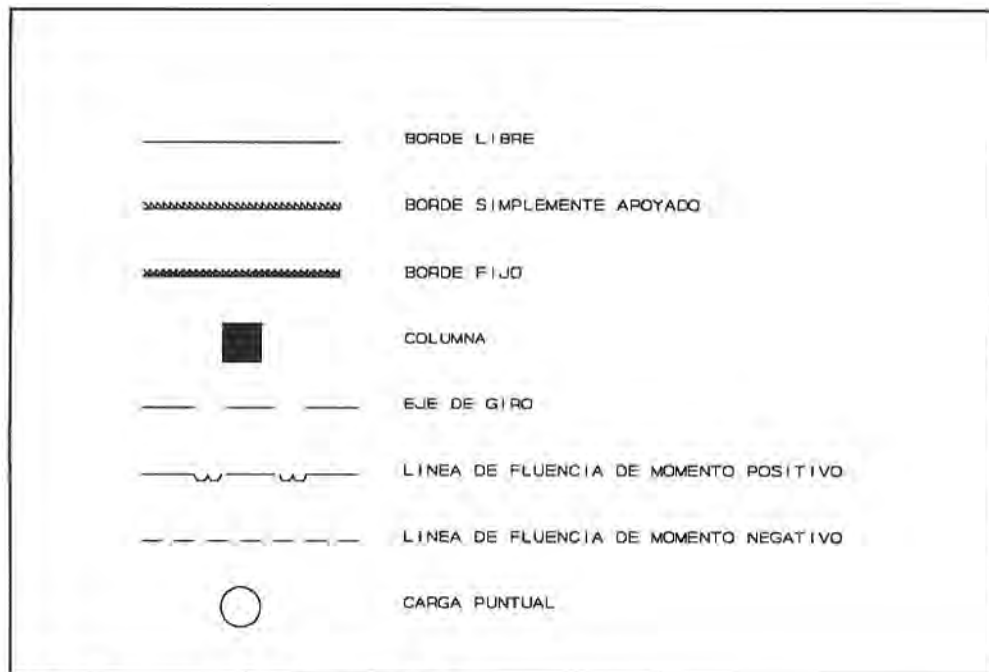 BORDE LIBRE
BORDE SIMPLEMENTE APOYADO
BORDE FIJO
COLUMNA
EJE DE GIRO
LINEA DE FLUENCIA DE MOMENTO POSITIVO
LINEA DE FLUENCIA DE MOMENTO NEGATIVO
CARGA PUNTUAL